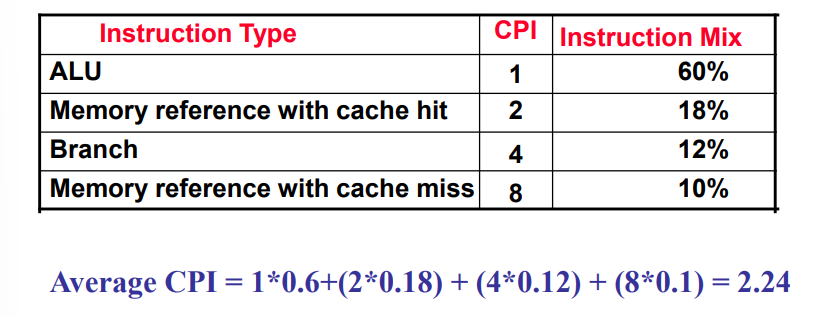 Instruction Type CPI Instruction Mix
ALU 1 60%
Memory reference with cache hit 2 18%
Branch 4 12%
Memory reference with cache miss 8 10%
Average CPI = 1*0.6+(2*0.18) + (4*0.12) + (8*0.1) = 2.24